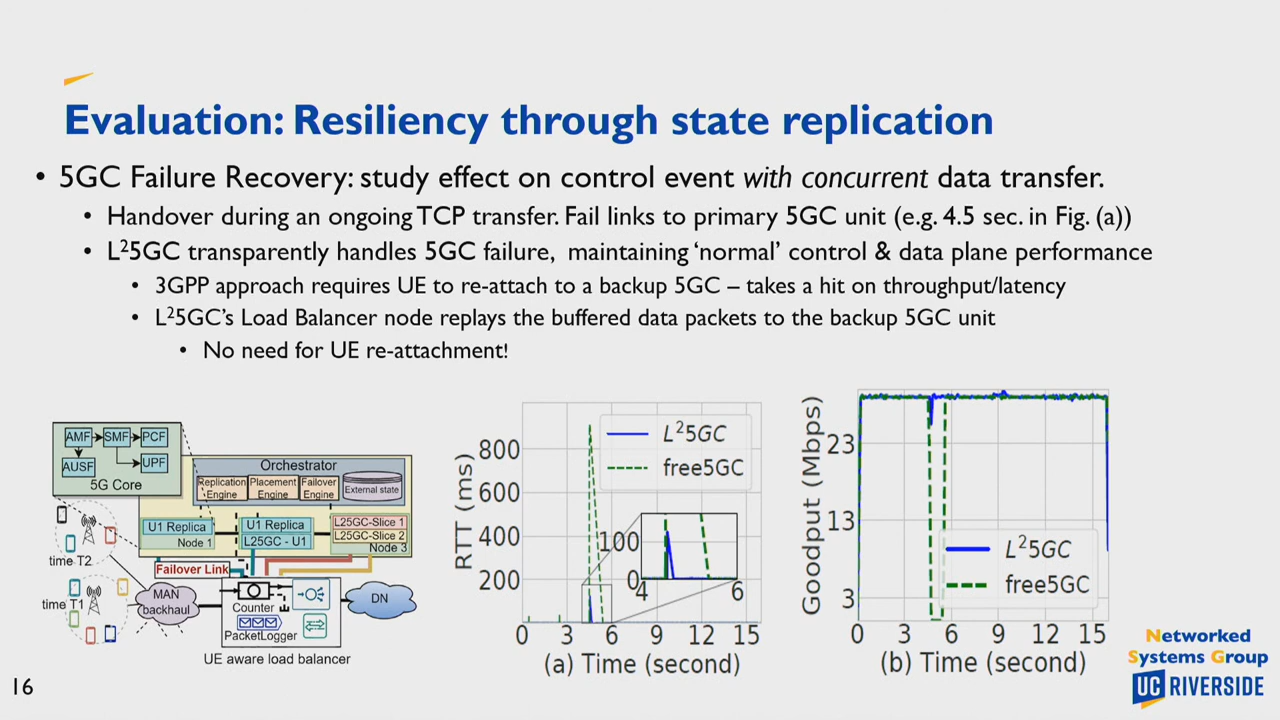 Evaluation: Resiliency through state replication
• 5GC Failure Recovery: study effect on control event with concurrent data transfer.
• Handover during an ongoing TCP transfer. Fail links to primary 5GC unit (e.g. 4.5 sec. in Fig. (a))
• L²5GC transparently handles 5GC failure, maintaining 'normal' control & data plane performance
• 3GPP approach requires UE to re-attach to a backup 5GC – takes a hit on throughput/latency
• L²5GC's Load Balancer node replays the buffered data packets to the backup 5GC unit
• No need for UE re-attachment!
AMF
SMF
PCF
AUSF
UPF
5G Core
Orchestrator
Replication Engine
Placement Engine
Failover Engine
External state
U1 Replica
Node 1
U1 Replica
L25GC - U1
L25GC-Slice 1
L25GC-Slice 2
Node 3
time T2
Failover Link
time T1
MAN
backhaul
Counter
PacketLogger
DN
UE aware load balancer
RTT (ms)
800
600
400
200
L²5GC
free5GC
100
0
4
6
0 3 6 9 12 15
(a) Time (second)
Goodput (Mbps)
23
13
3
L²5GC
free5GC
0 3 6 9 12 15
(b) Time (second)
Networked
Systems Group
UC RIVERSIDE
16